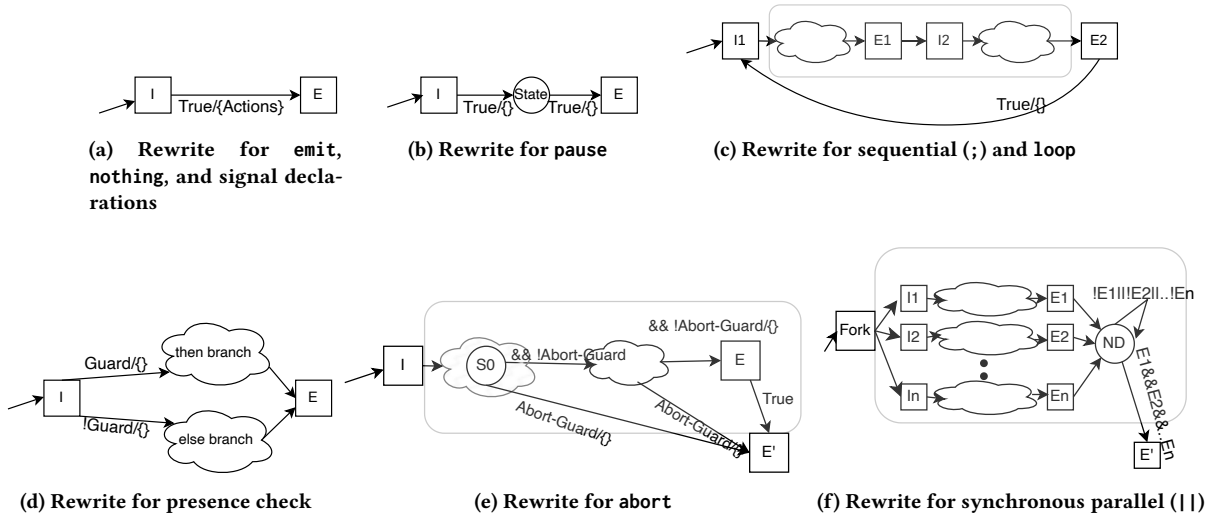 I1
E1
I2
E2
True/{}
I
True/{Actions}
E
I
True/{}
State
True/{}
E
(a) Rewrite for emit,
nothing, and signal decla-
rations
(b) Rewrite for pause
(c) Rewrite for sequential (;) and loop
I
Guard/{}
!Guard/{}
then branch
else branch
E
(d) Rewrite for presence check
I
S0
&& !Abort-Guard
&& !Abort-Guard/{}
E
True
Abort-Guard/{}
Abort-Guard/{}
E'
(e) Rewrite for abort
Fork
I1
E1
I2
E2
In
En
!E1||!E2||..!En
ND
E1&&E2&&..En
E'
(f) Rewrite for synchronous parallel (||)